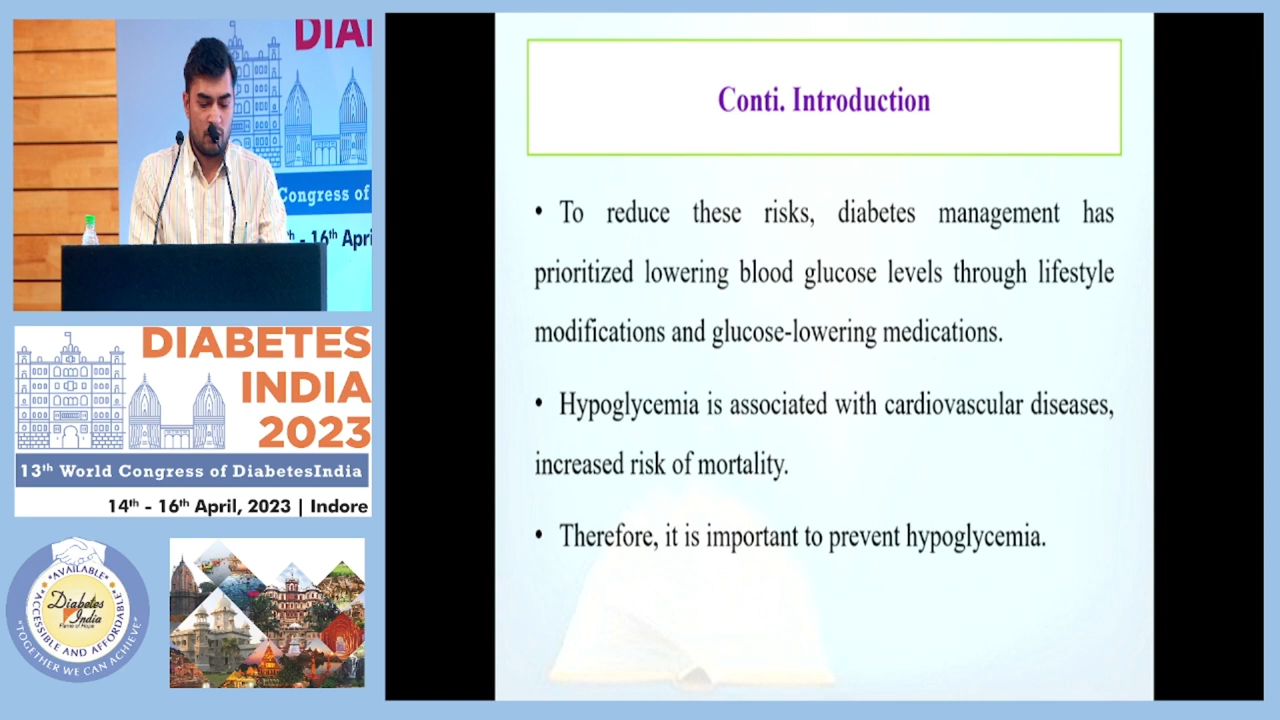 DIA
Congress of
th - 16th Apri
DIABETES
INDIA
2023
13th World Congress of DiabetesIndia
14th - 16th April, 2023 | Indore
"AVAILABLE"
"ACCESSIBLE AND AFFORDABLE"
Diabetes
India
"TOGETHER WE CAN ACHIEVE"
Conti. Introduction
• To reduce these risks, diabetes management has
prioritized lowering blood glucose levels through lifestyle
modifications and glucose-lowering medications.
• Hypoglycemia is associated with cardiovascular diseases,
increased risk of mortality.
• Therefore, it is important to prevent hypoglycemia.